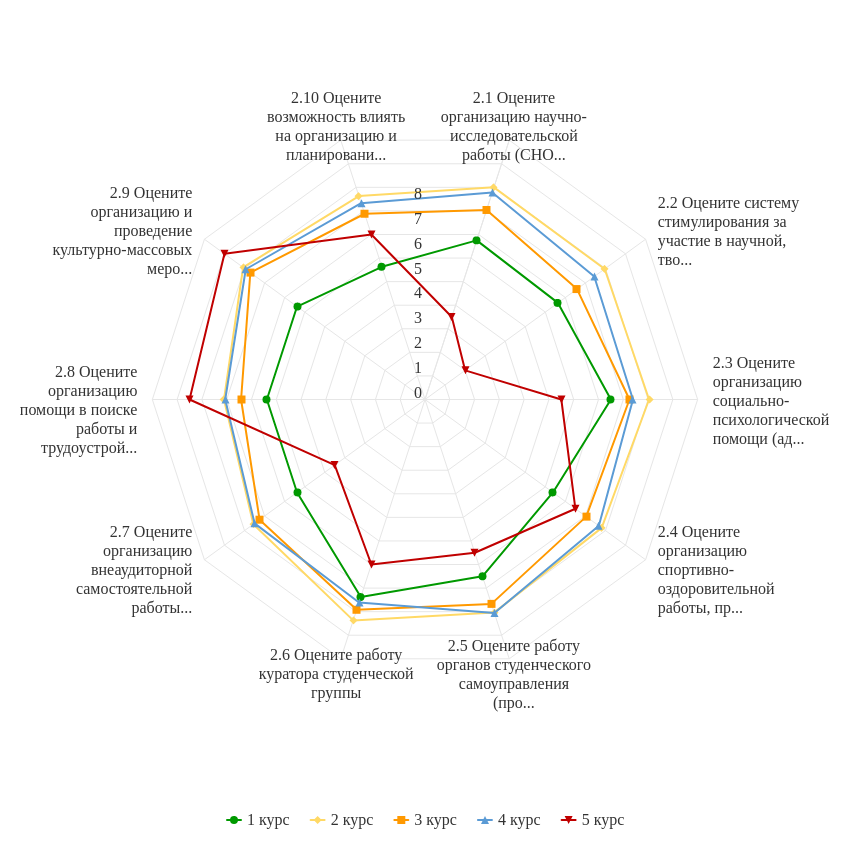 2.10 Оцените
возможность влиять
на организацию и
планировани...
2.1 Оцените
организацию научно-
исследовательской
работы (СНО...
2.9 Оцените
организацию и
проведение
культурно-массовых
меро...
2.2 Оцените систему
стимулирования за
участие в научной,
тво...
8
7
6
5
4
3
2
1
0
2.8 Оцените
организацию
помощи в поиске
работы и
трудоустрой...
2.3 Оцените
организацию
социально-
психологической
помощи (ад...
2.7 Оцените
организацию
внеаудиторной
самостоятельной
работы...
2.4 Оцените
организацию
спортивно-
оздоровительной
работы, пр...
2.6 Оцените работу
куратора студенческой
группы
2.5 Оцените работу
органов студенческого
самоуправления
(про...
1 курс 2 курс 3 курс 4 курс 5 курс